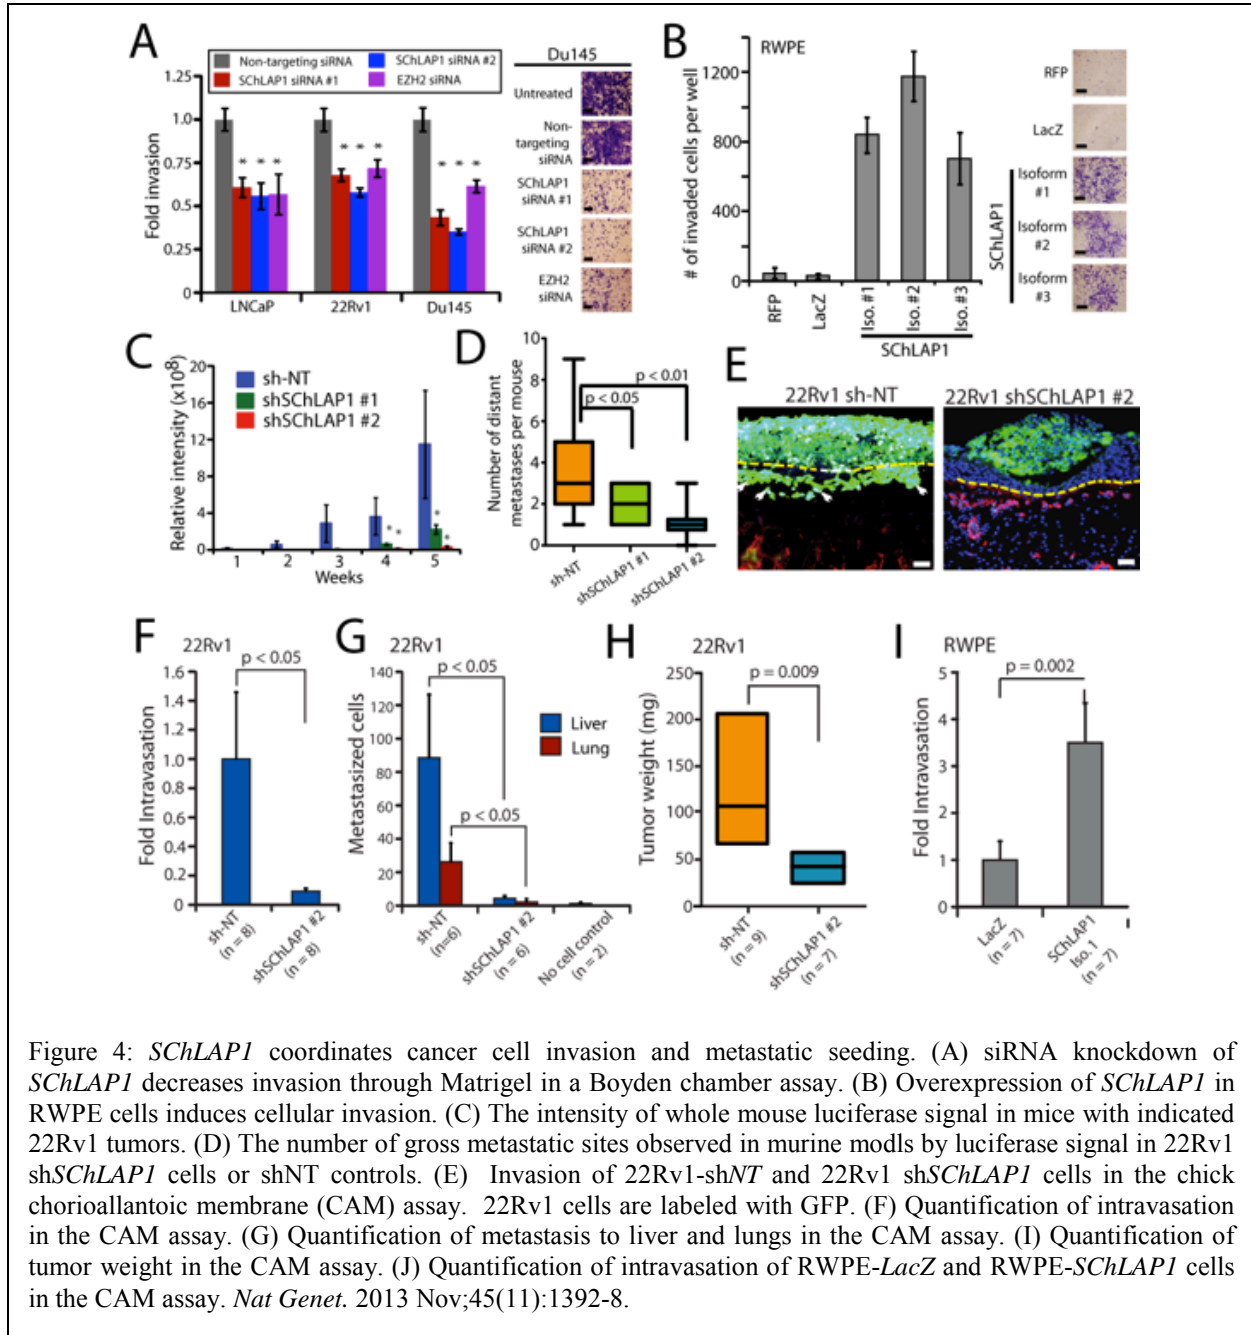 A
Non-targeting siRNA
SChLAP1 siRNA #2
SChLAP1 siRNA #1
EZH2 siRNA
Fold invasion
1.25
1.0
0.75
0.5
0.25
0
* * *
* * *
* * *
LNCaP
22Rv1
Du145
Du145
Untreated
Non-
targeting
siRNA
SChLAP1
siRNA #1
SChLAP1
siRNA #2
EZH2
siRNA
B
RWPE
# of invaded cells per well
1200
800
400
0
RFP
LacZ
Iso. #1
Iso. #2
Iso. #3
SChLAP1
RFP
LacZ
SChLAP1
Isoform
#1
Isoform
#2
Isoform
#3
C
Relative intensity (x10⁸)
20
16
12
8
4
0
sh-NT
shSChLAP1 #1
shSChLAP1 #2
* *
* *
1 2 3 4 5
Weeks
D
Number of distant
metastases per mouse
10
8
6
4
2
0
p < 0.01
p < 0.05
sh-NT
shSChLAP1 #1
shSChLAP1 #2
E
22Rv1 sh-NT
22Rv1 shSChLAP1 #2
F
22Rv1
Fold Intravasation
1.6
1.4
1.2
1.0
0.8
0.6
0.4
0.2
0
p < 0.05
sh-NT
(n = 8)
shSChLAP1 #2
(n = 8)
G
22Rv1
Metastasized cells
140
120
100
80
60
40
20
0
p < 0.05
Liver
Lung
p < 0.05
sh-NT
(n=6)
shSChLAP1 #2
(n = 6)
No cell control
(n = 2)
H
22Rv1
Tumor weight (mg)
250
200
150
100
50
0
p = 0.009
sh-NT
(n = 9)
shSChLAP1 #2
(n = 7)
I
RWPE
Fold Intravasation
5
4
3
2
1
0
p = 0.002
LacZ
(n = 7)
SChLAP1
Iso. 1
(n = 7)
Figure 4: SChLAP1 coordinates cancer cell invasion and metastatic seeding. (A) siRNA knockdown of
SChLAP1 decreases invasion through Matrigel in a Boyden chamber assay. (B) Overexpression of SChLAP1 in
RWPE cells induces cellular invasion. (C) The intensity of whole mouse luciferase signal in mice with indicated
22Rv1 tumors. (D) The number of gross metastatic sites observed in murine modls by luciferase signal in 22Rv1
shSChLAP1 cells or shNT controls. (E) Invasion of 22Rv1-shNT and 22Rv1 shSChLAP1 cells in the chick
chorioallantoic membrane (CAM) assay. 22Rv1 cells are labeled with GFP. (F) Quantification of intravasation
in the CAM assay. (G) Quantification of metastasis to liver and lungs in the CAM assay. (I) Quantification of
tumor weight in the CAM assay. (J) Quantification of intravasation of RWPE-LacZ and RWPE-SChLAP1 cells
in the CAM assay. Nat Genet. 2013 Nov;45(11):1392-8.